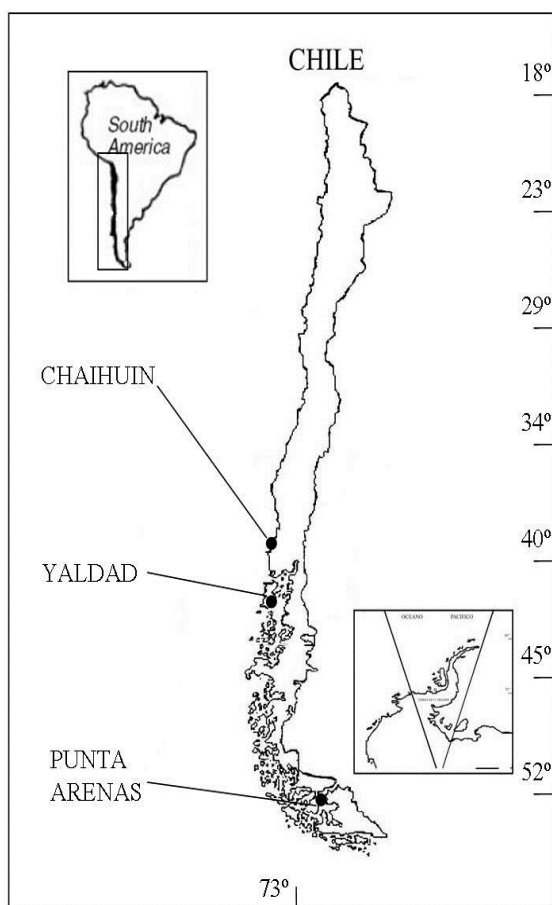 CHILE
South
America
18º
23º
29º
CHAIHUIN
34º
40º
YALDAD
OCEANO PACIFICO
45º
PUNTA
ARENAS
52º
73º